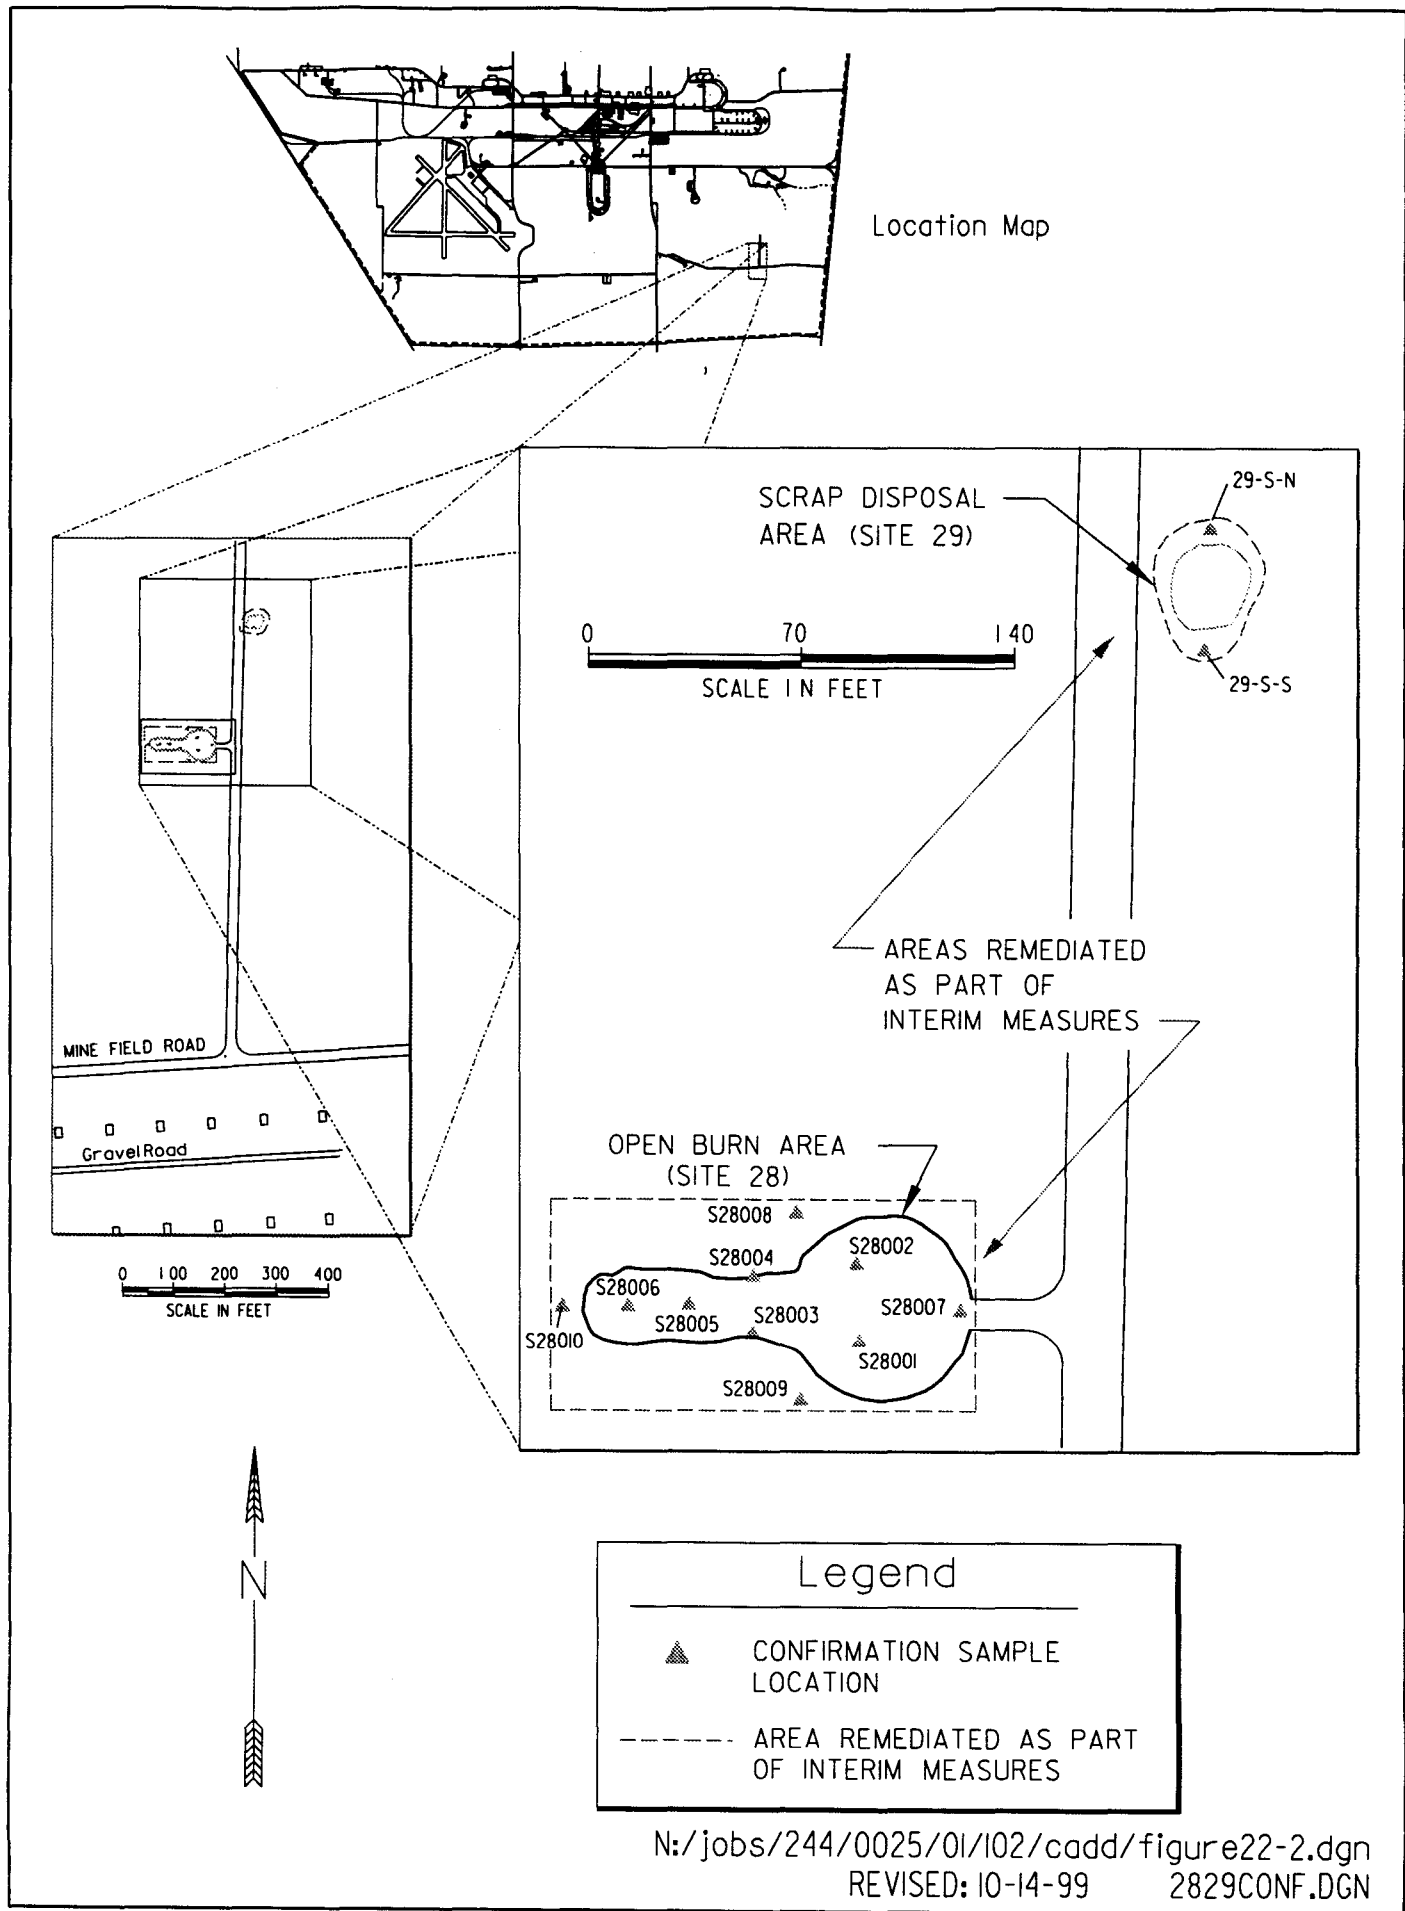 Location Map
SCRAP DISPOSAL
AREA (SITE 29)
29-S-N
0 70 140
SCALE IN FEET
29-S-S
AREAS REMEDIATED
AS PART OF
INTERIM MEASURES
MINE FIELD ROAD
Gravel Road
0 100 200 300 400
SCALE IN FEET
OPEN BURN AREA
(SITE 28)
S28008
S28002
S28004
S28006
S28005
S28003
S28007
S28010
S28001
S28009
N
Legend
CONFIRMATION SAMPLE
LOCATION
AREA REMEDIATED AS PART
OF INTERIM MEASURES
N:/jobs/244/0025/01/102/cadd/figure22-2.dgn
REVISED: 10-14-99 2829CONF.DGN